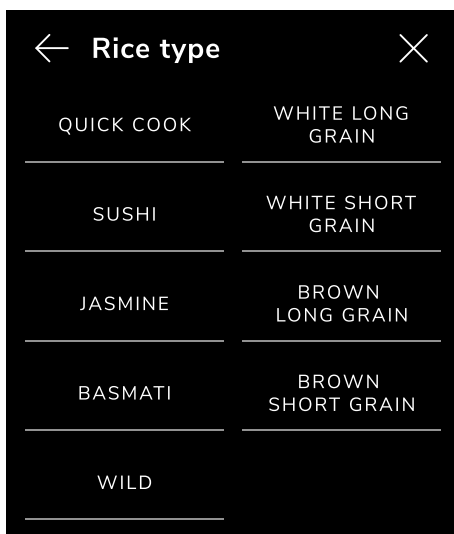 Rice type
QUICK COOK
WHITE LONG
GRAIN
SUSHI
WHITE SHORT
GRAIN
JASMINE
BROWN
LONG GRAIN
BASMATI
BROWN
SHORT GRAIN
WILD